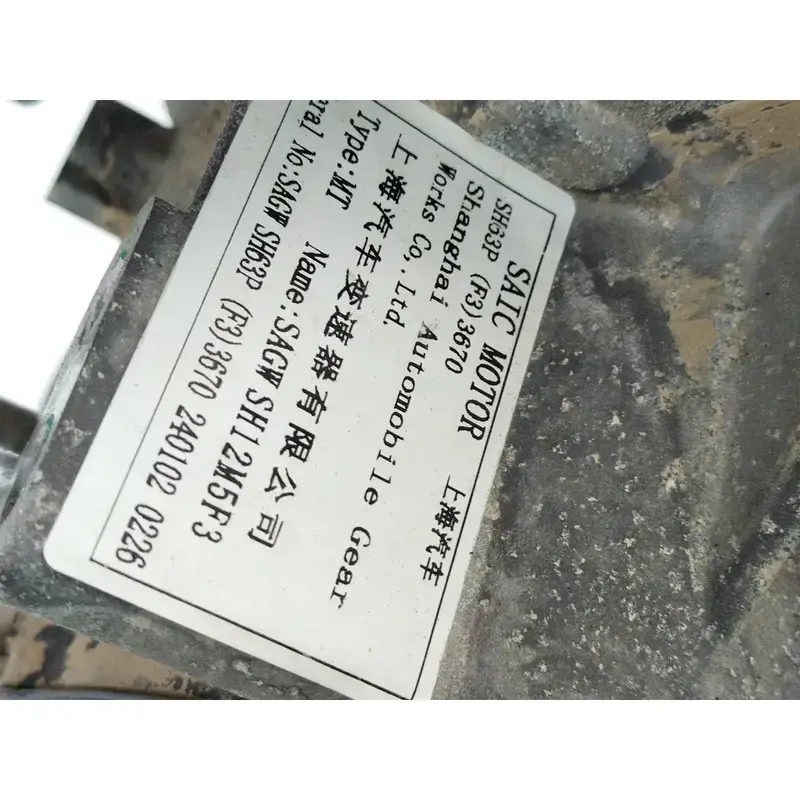 SAIC MOTOR 上海汽车
SH63P (F3)3670
Shanghai Automobile Gear
Works Co,.Ltd.
上海汽车变速器有限公司
Type:MT Name:SAGW SH12M5F3
eral No:SAGW SH63P (F3)3670 240102 0226